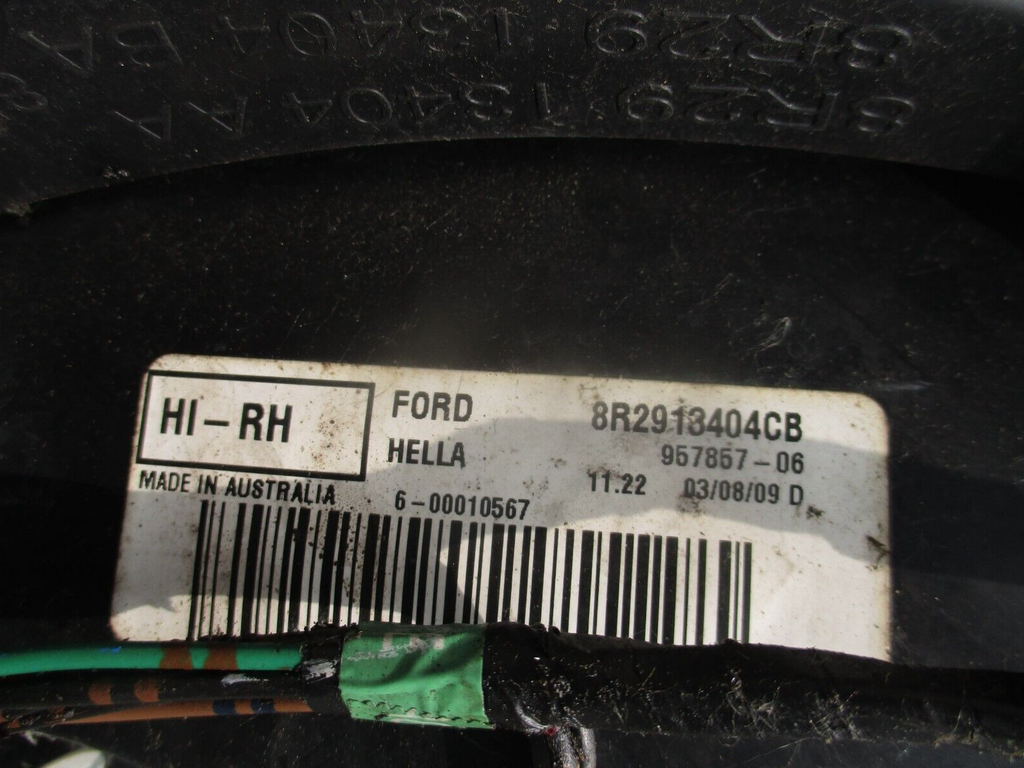 8R29 13404 BA
8R29 13404 AA
HI-RH
FORD 8R2913404CB
HELLA 957857-06
MADE IN AUSTRALIA 6-00010567 11.22 03/08/09 D